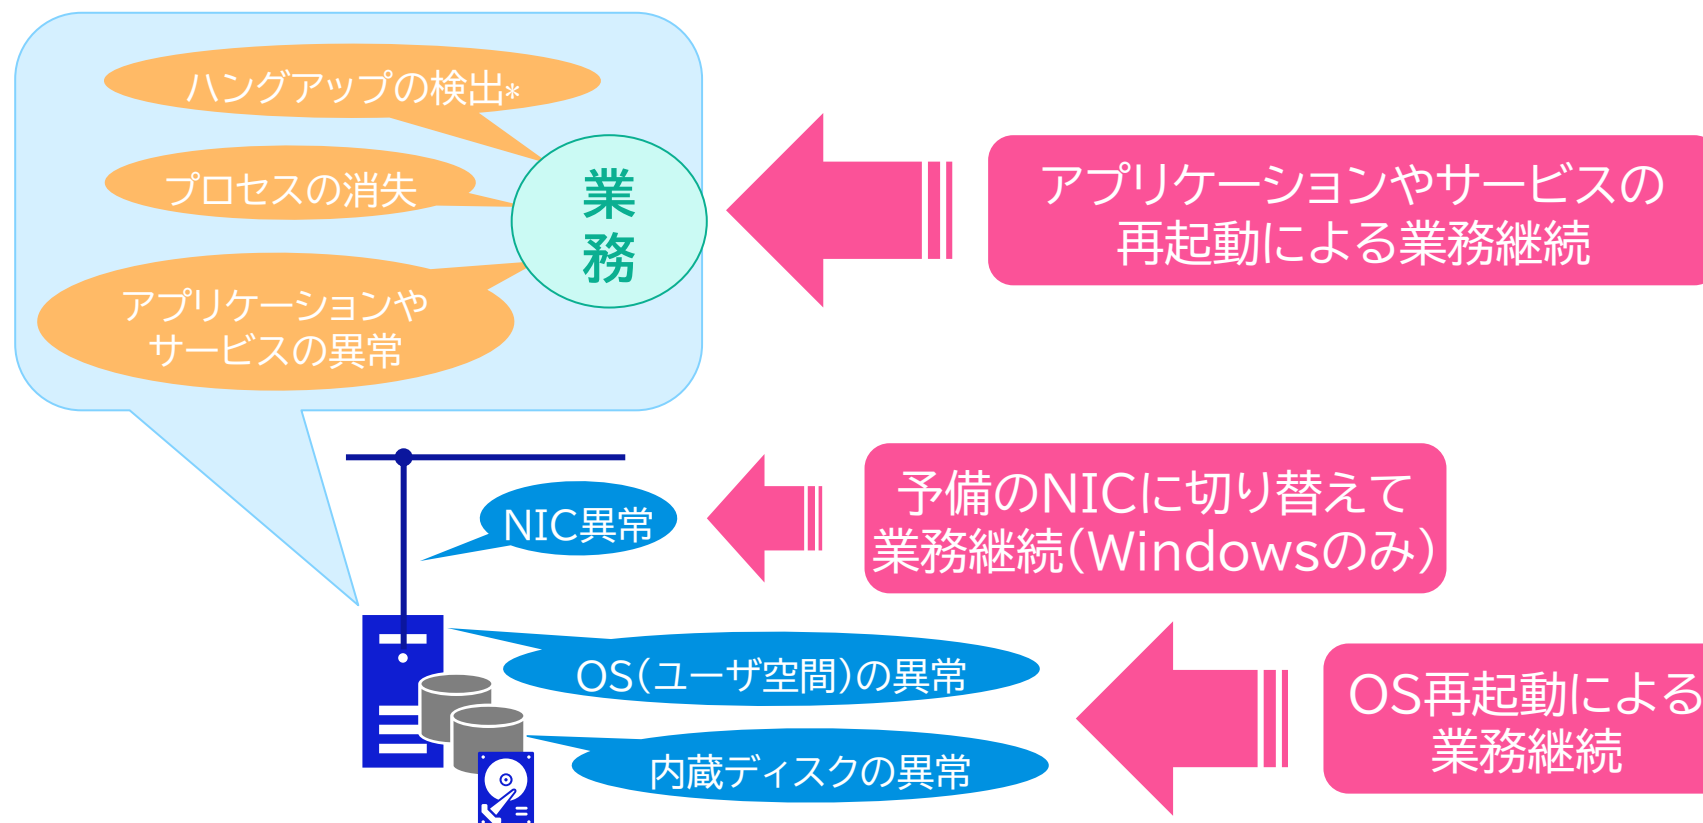 ハングアップの検出*
プロセスの消失
アプリケーションや
サービスの異常
業
務
アプリケーションやサービスの
再起動による業務継続
NIC異常
予備のNICに切り替えて
業務継続(Windowsのみ)
OS(ユーザ空間)の異常
内蔵ディスクの異常
OS再起動による
業務継続